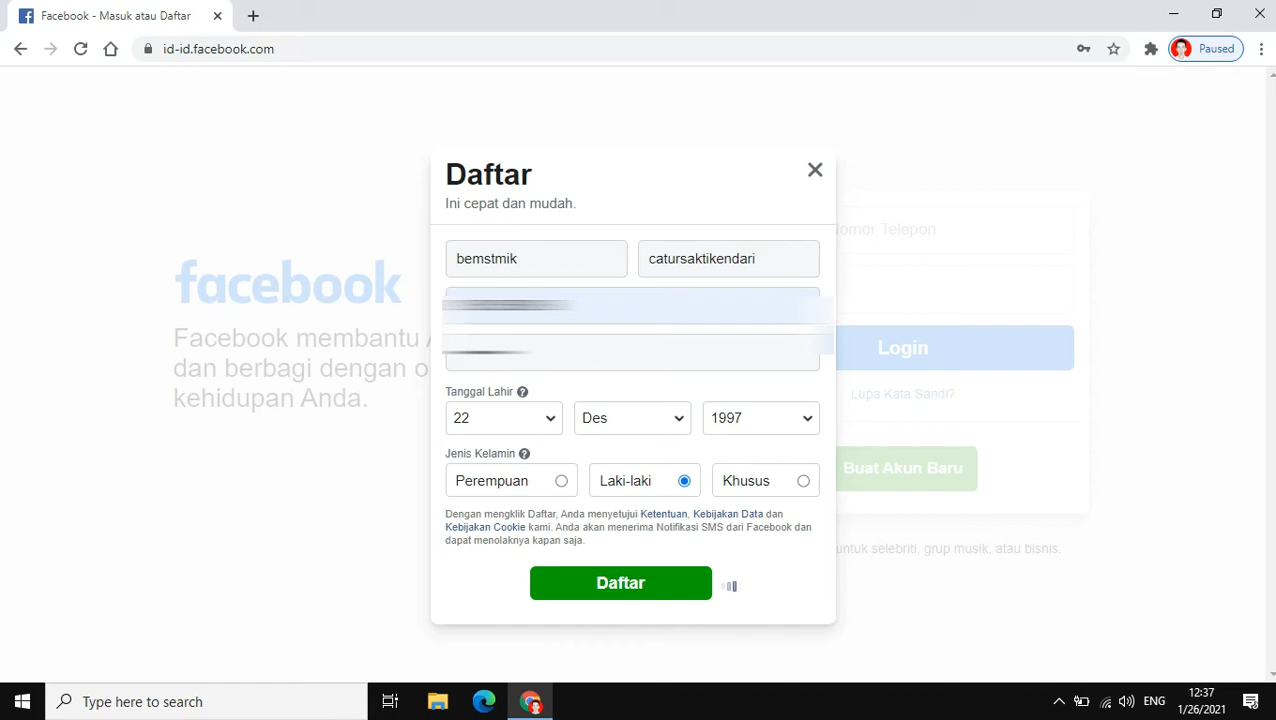 Facebook - Masuk atau Daftar
id-id.facebook.com
Paused
Daftar
Ini cepat dan mudah.
bemstmik
catursaktikendari
Nomor Telepon
facebook
Facebook membantu
dan berbagi dengan
kehidupan Anda.
Login
Lupa Kata Sandi?
Buat Akun Baru
untuk selebriti, grup musik, atau bisnis.
Tanggal Lahir
22
Des
1997
Jenis Kelamin
Perempuan
Laki-laki
Khusus
Dengan mengklik Daftar, Anda menyetujui Ketentuan, Kebijakan Data dan
Kebijakan Cookie kami. Anda akan menerima Notifikasi SMS dari Facebook dan
dapat menolaknya kapan saja.
Daftar
Type here to search
ENG
12:37
1/26/2021